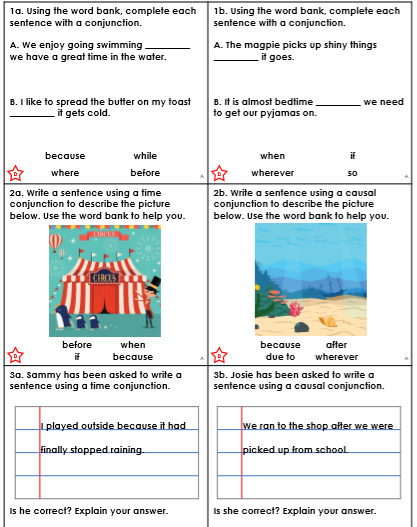 1a. Using the word bank, complete each
sentence with a conjunction.
A. We enjoy going swimming _________
we have a great time in the water.
B. I like to spread the butter on my toast
_________ it gets cold.
because while
where before
D
A
1b. Using the word bank, complete each
sentence with a conjunction.
A. The magpie picks up shiny things
_________ it goes.
B. It is almost bedtime _________ we need
to get our pyjamas on.
when if
wherever so
D
A
2a. Write a sentence using a time
conjunction to describe the picture
below. Use the word bank to help you.
CIRCUS
CIRCUS
before when
if because
D
A
2b. Write a sentence using a causal
conjunction to describe the picture
below. Use the word bank to help you.
because after
due to wherever
D
A
3a. Sammy has been asked to write a
sentence using a time conjunction.
I played outside because it had
finally stopped raining.
Is he correct? Explain your answer.
3b. Josie has been asked to write a
sentence using a causal conjunction.
We ran to the shop after we were
picked up from school.
Is she correct? Explain your answer.